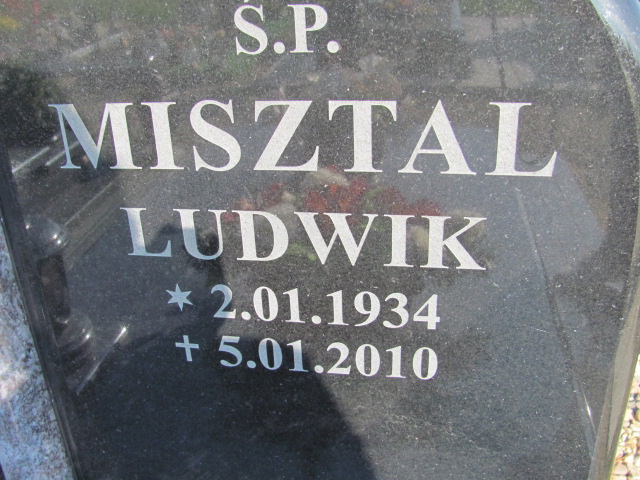 Ś.P.
MISZTAL
LUDWIK
* 2.01.1934
✝ 5.01.2010